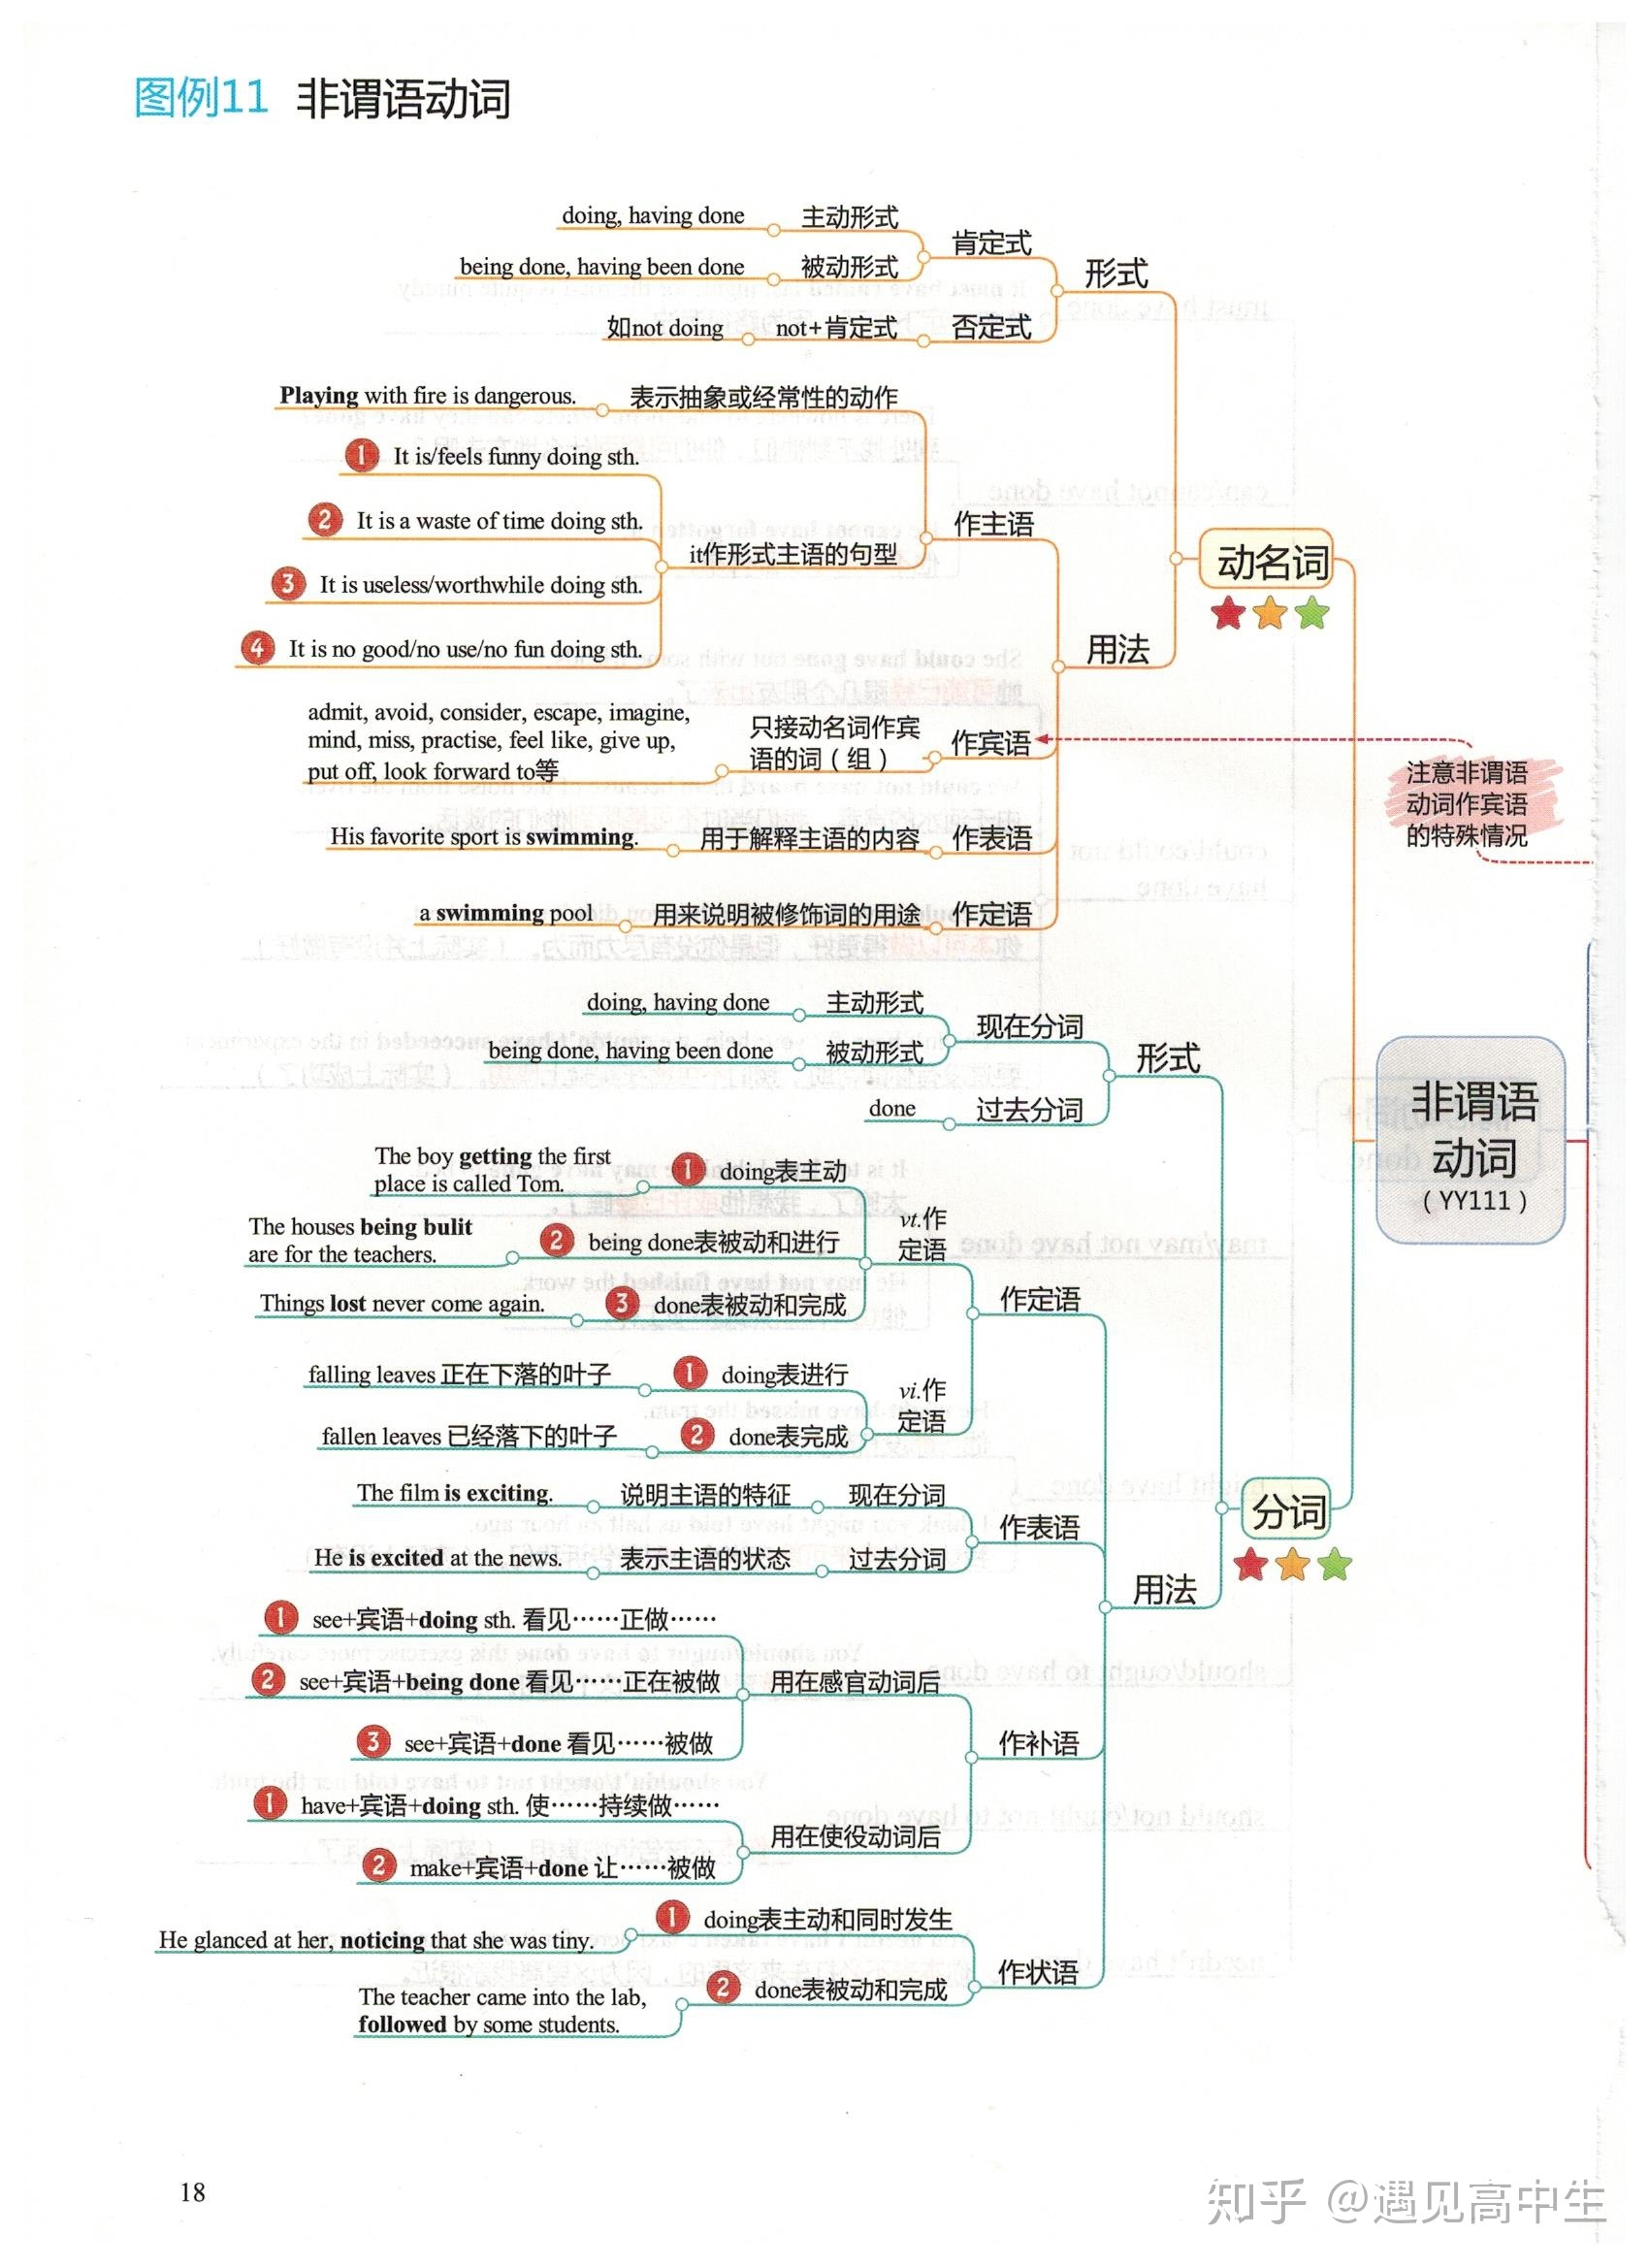 图例11 非谓语动词
doing, having done 主动形式 肯定式
being done, having been done 被动形式
形式
如not doing not+肯定式 否定式
Playing with fire is dangerous. 表示抽象或经常性的动作
1 It is/feels funny doing sth.
2 It is a waste of time doing sth.
作主语
it作形式主语的句型
3 It is useless/worthwhile doing sth.
4 It is no good/no use/no fun doing sth.
动名词
用法
admit, avoid, consider, escape, imagine,
mind, miss, practise, feel like, give up,
put off, look forward to等
只接动名词作宾
语的词（组）
作宾语
注意非谓语
动词作宾语
的特殊情况
His favorite sport is swimming. 用于解释主语的内容 作表语
a swimming pool 用来说明被修饰词的用途 作定语
doing, having done 主动形式 现在分词
being done, having been done 被动形式
形式
done 过去分词
非谓语
动词
（YY111）
The boy getting the first
place is called Tom.
1 doing表主动
The houses being bulit
are for the teachers.
2 being done表被动和进行
vt.作
定语
Things lost never come again. 3 done表被动和完成
作定语
falling leaves 正在下落的叶子 1 doing表进行
vi.作
定语
fallen leaves 已经落下的叶子 2 done表完成
The film is exciting. 说明主语的特征 现在分词
作表语
He is excited at the news. 表示主语的状态 过去分词
分词
用法
1 see+宾语+doing sth. 看见……正做……
2 see+宾语+being done 看见……正在被做 用在感官动词后
3 see+宾语+done 看见……被做
作补语
1 have+宾语+doing sth. 使……持续做……
用在使役动词后
2 make+宾语+done 让……被做
1 doing表主动和同时发生
He glanced at her, noticing that she was tiny.
作状语
2 done表被动和完成
The teacher came into the lab,
followed by some students.
18
知乎 @遇见高中生